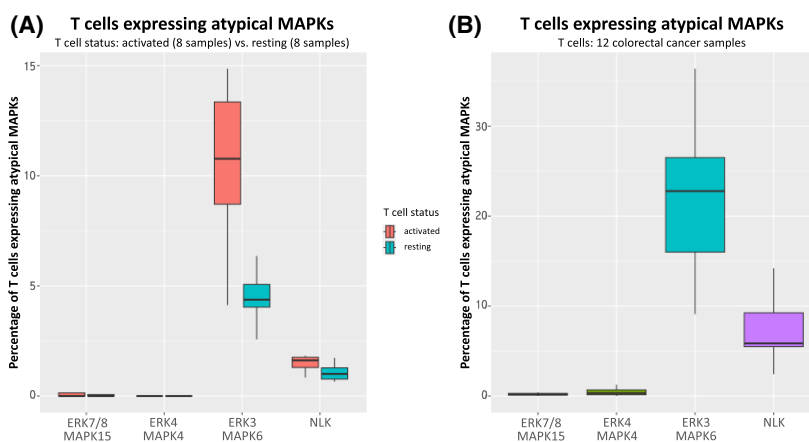 (A)
T cells expressing atypical MAPKs
T cell status: activated (8 samples) vs. resting (8 samples)
Percentage of T cells expressing atypical MAPKs
15
10
5
0
ERK7/8
MAPK15
ERK4
MAPK4
ERK3
MAPK6
NLK
T cell status
activated
resting
(B)
T cells expressing atypical MAPKs
T cells: 12 colorectal cancer samples
Percentage of T cells expressing atypical MAPKs
30
20
10
0
ERK7/8
MAPK15
ERK4
MAPK4
ERK3
MAPK6
NLK